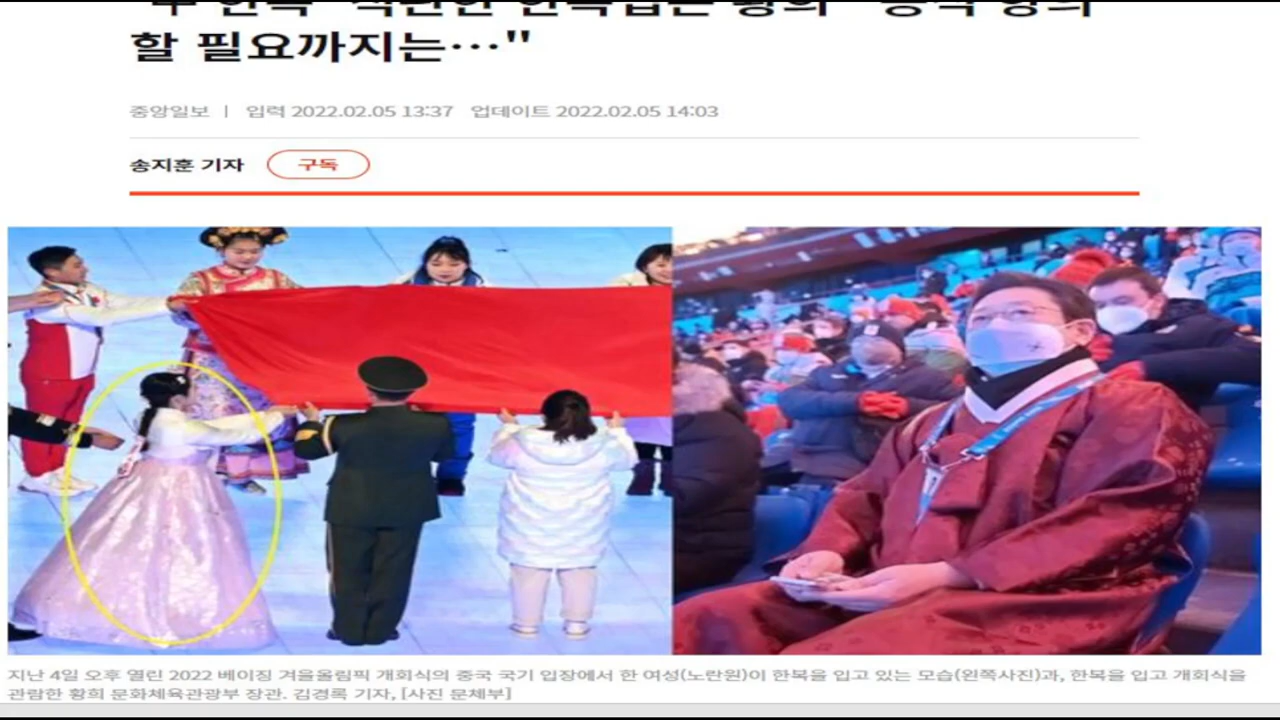 할 필요까지는…"
중앙일보 | 입력 2022.02.05 13:37 업데이트 2022.02.05 14:03
송지훈 기자 구독
지난 4일 오후 열린 2022 베이징 겨울올림픽 개회식의 중국 국기 입장에서 한 여성(노란원)이 한복을 입고 있는 모습(왼쪽사진)과, 한복을 입고 개회식을
관람한 황희 문화체육관광부 장관. 김경록 기자, [사진 문체부]